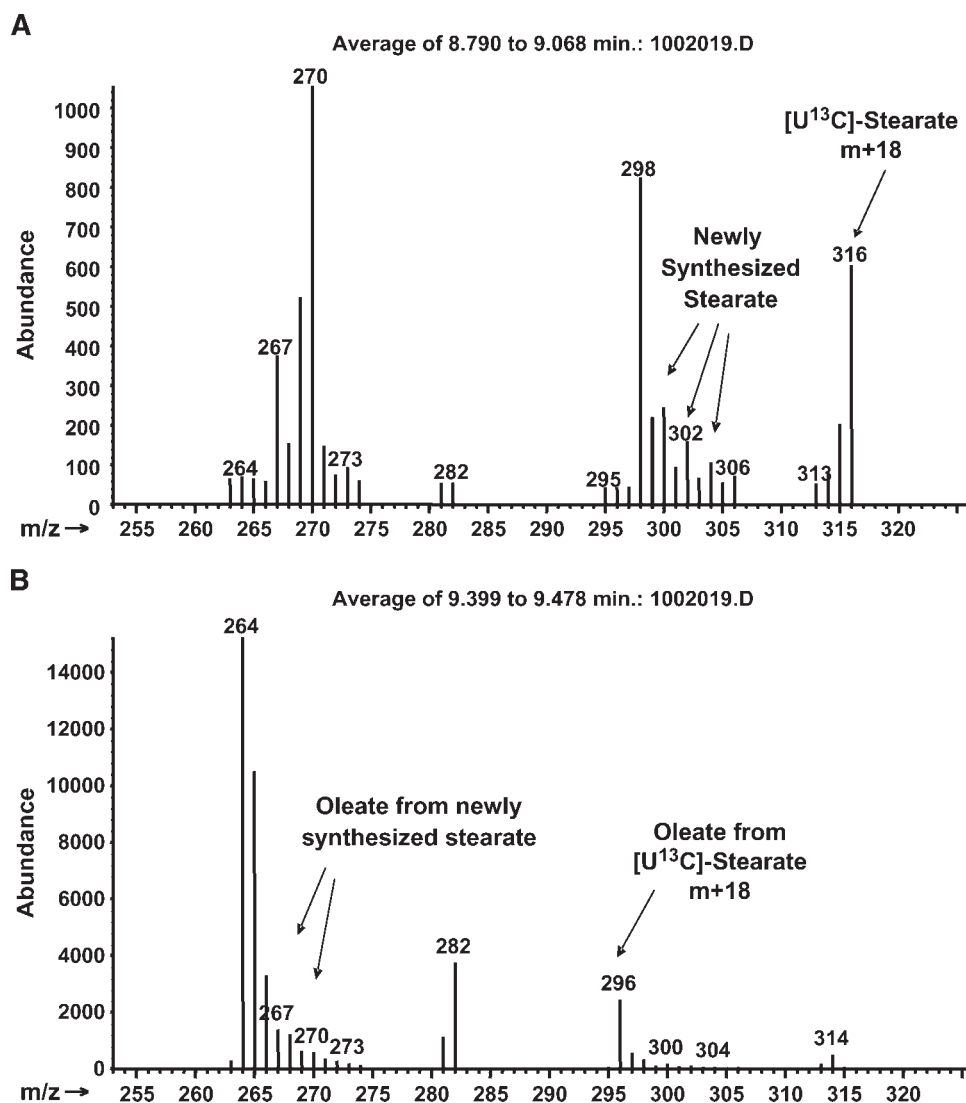 A
Average of 8.790 to 9.068 min.: 1002019.D
270
1000
900
800
700
600
500
400
300
200
100
0
Abundance
[U¹³C]-Stearate
m+18
298
Newly
Synthesized
Stearate
316
267
264
273
282
295
302
306
313
m/z → 255 260 265 270 275 280 285 290 295 300 305 310 315 320
B
Average of 9.399 to 9.478 min.: 1002019.D
264
14000
12000
10000
8000
6000
4000
2000
0
Abundance
Oleate from newly
synthesized stearate
Oleate from
[U¹³C]-Stearate
m+18
282
296
267
270
273
300
304
314
m/z → 255 260 265 270 275 280 285 290 295 300 305 310 315 320